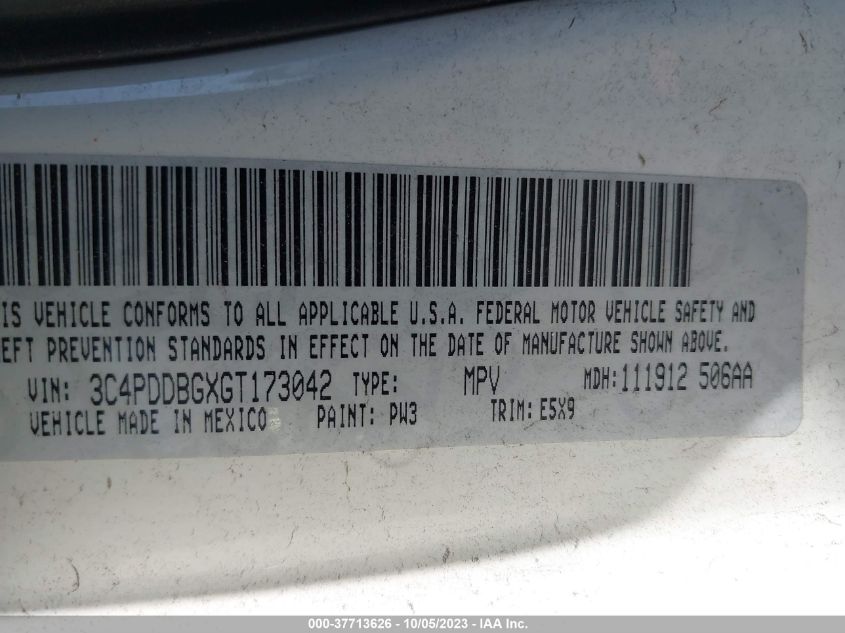 IS VEHICLE CONFORMS TO ALL APPLICABLE U.S.A. FEDERAL MOTOR VEHICLE SAFETY AND
EFT PREVENTION STANDARDS IN EFFECT ON THE DATE OF MANUFACTURE SHOWN ABOVE.
VIN: 3C4PDDBGXGT173042 TYPE: MPV MDH: 111912 506AA
VEHICLE MADE IN MEXICO PAINT: PW3 TRIM: E5X9
000-37713626 - 10/05/2023 - IAA Inc.